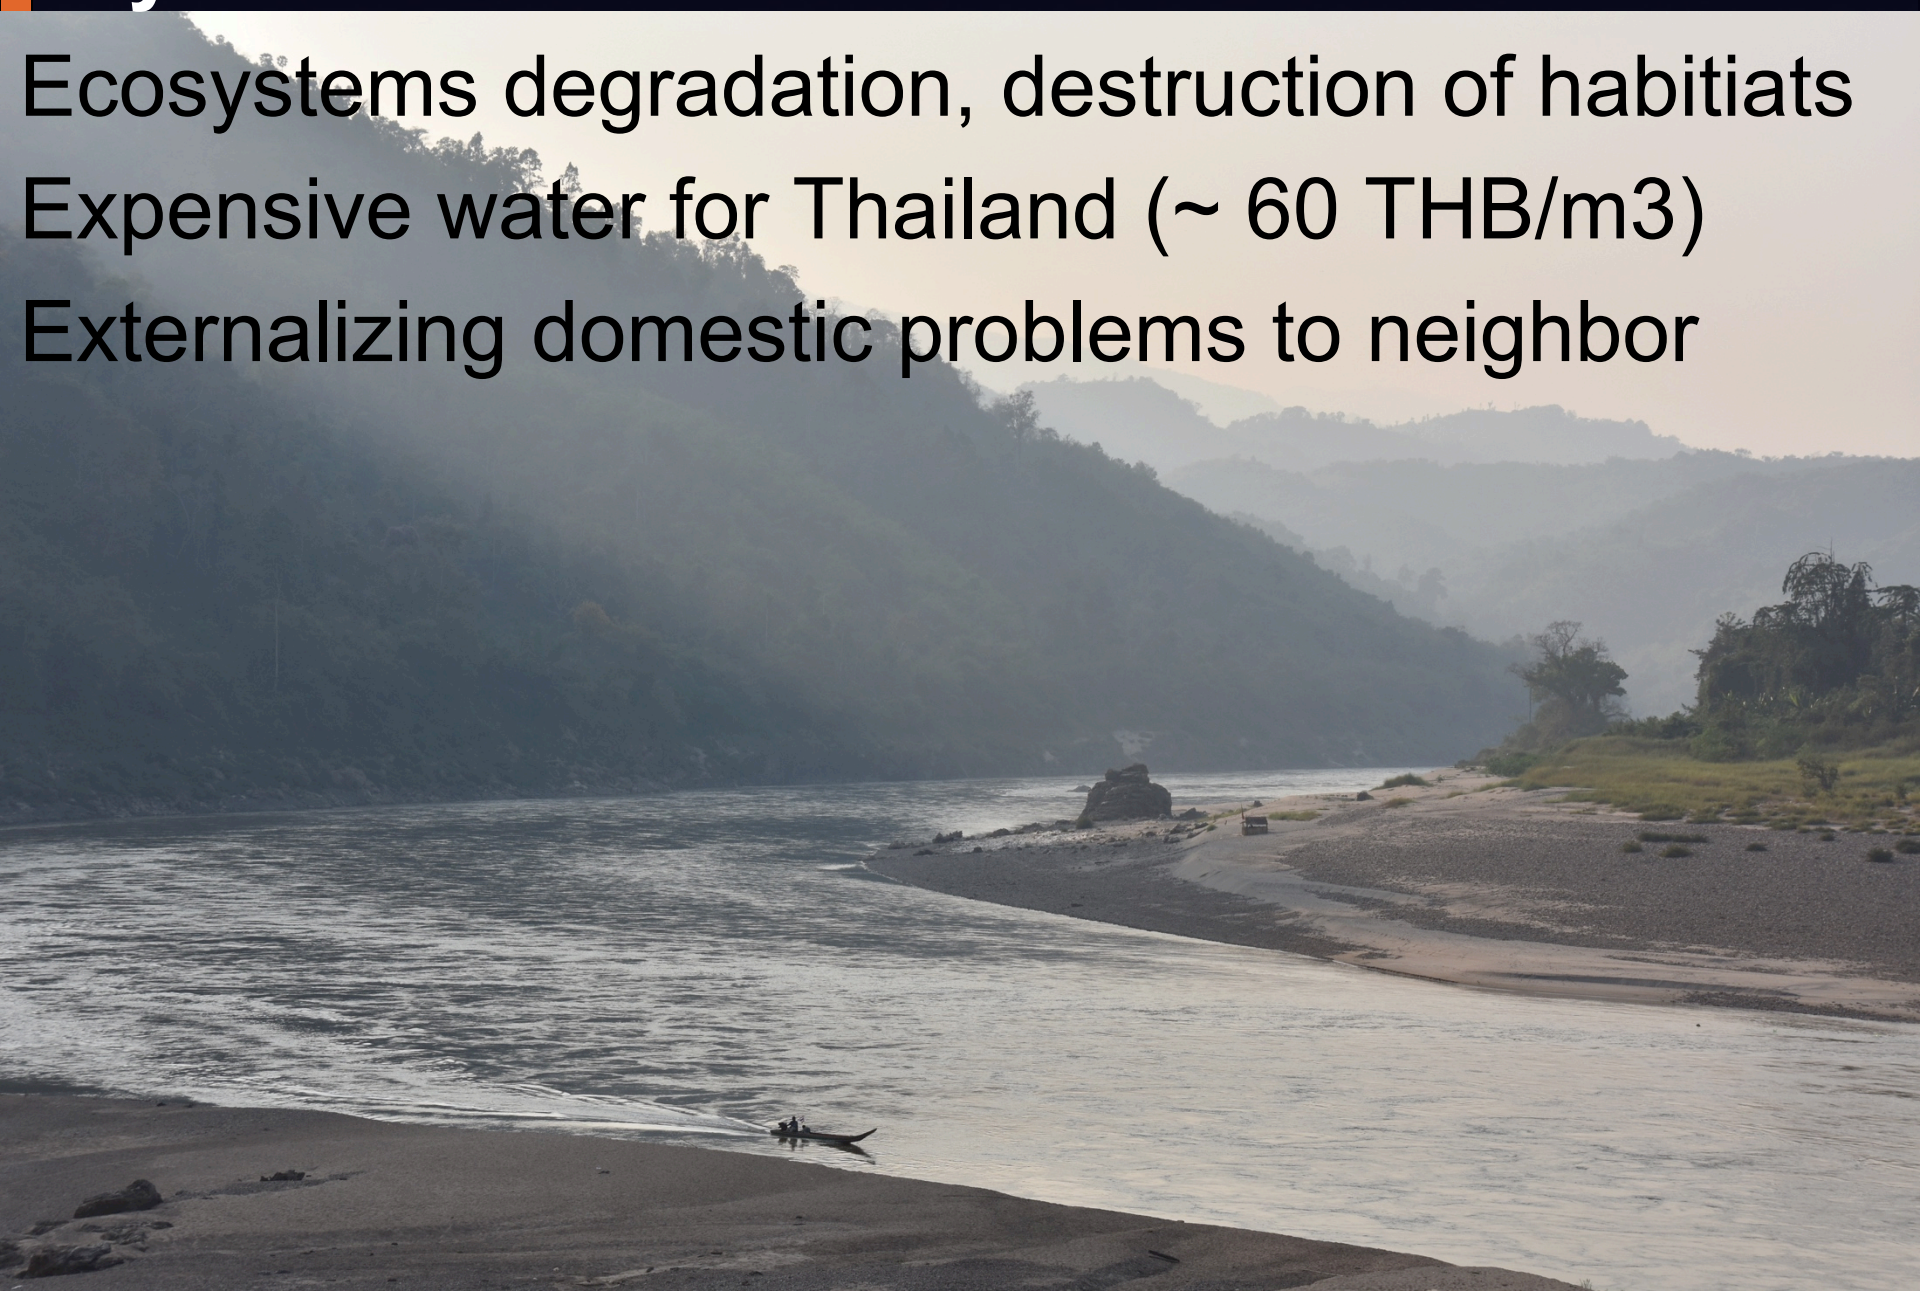 Ecosystems degradation, destruction of habitiats
Expensive water for Thailand (~ 60 THB/m3)
Externalizing domestic problems to neighbor